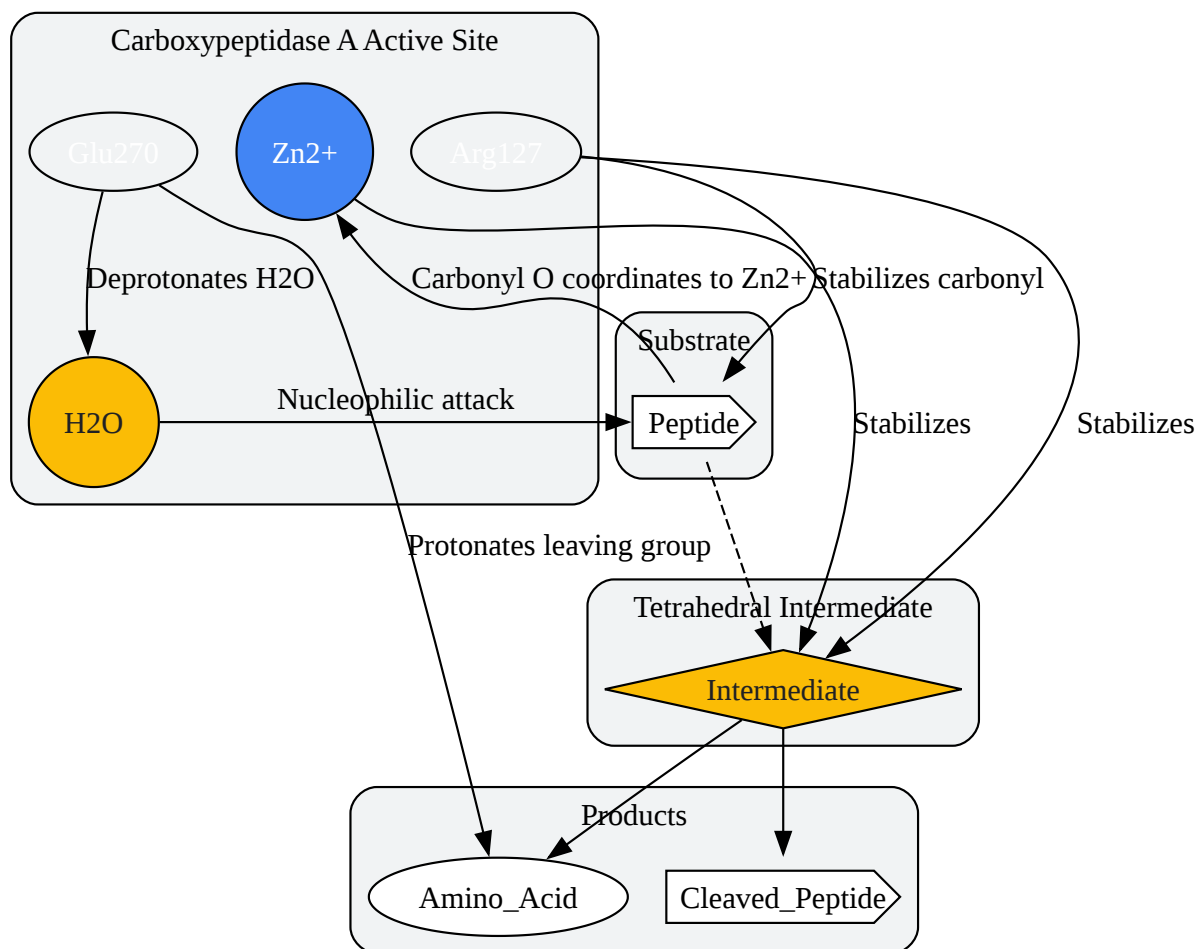 Carboxypeptidase A Active Site
Glu270
Zn2+
Arg127
Deprotonates H2O
Carbonyl O coordinates to Zn2+
Stabilizes carbonyl
Substrate
H2O
Nucleophilic attack
Peptide
Stabilizes
Stabilizes
Protonates leaving group
Tetrahedral Intermediate
Intermediate
Products
Amino_Acid
Cleaved_Peptide